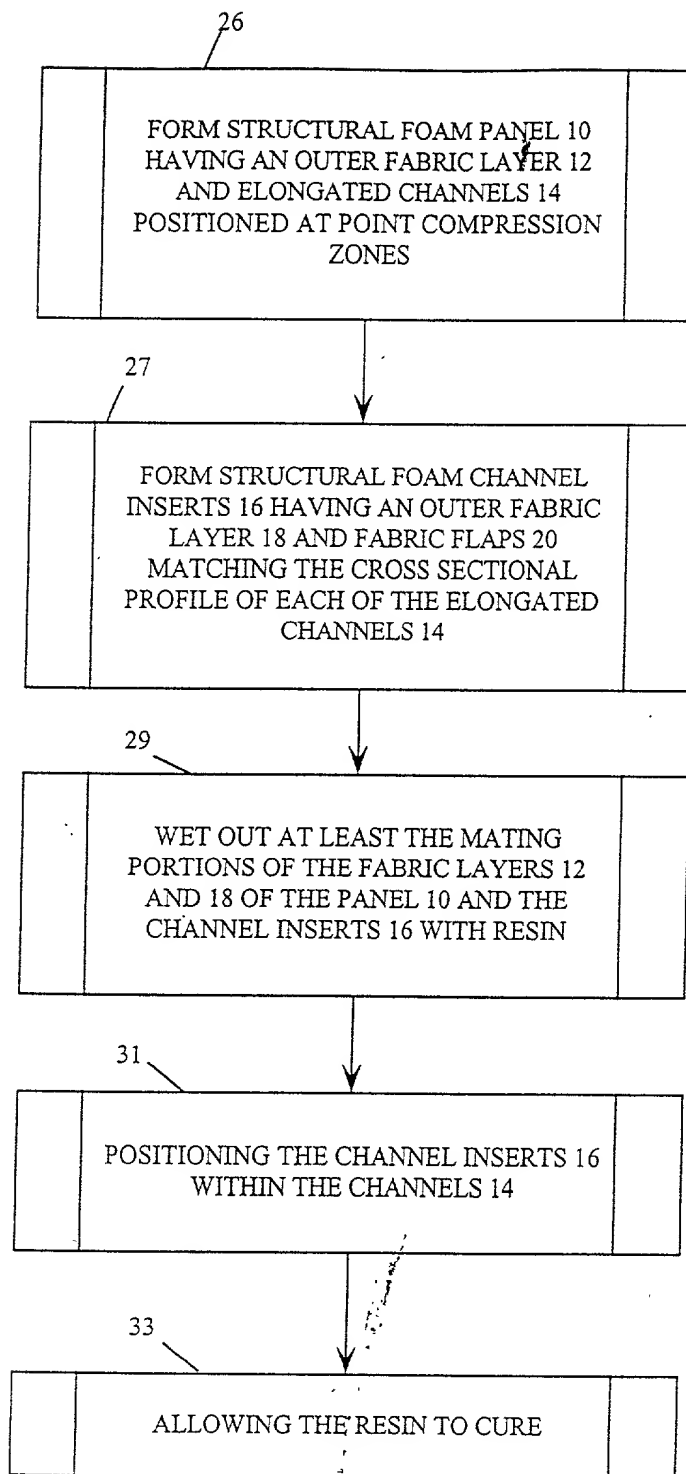 26
FORM STRUCTURAL FOAM PANEL 10
HAVING AN OUTER FABRIC LAYER 12
AND ELONGATED CHANNELS 14
POSITIONED AT POINT COMPRESSION
ZONES
27
FORM STRUCTURAL FOAM CHANNEL
INSERTS 16 HAVING AN OUTER FABRIC
LAYER 18 AND FABRIC FLAPS 20
MATCHING THE CROSS SECTIONAL
PROFILE OF EACH OF THE ELONGATED
CHANNELS 14
29
WET OUT AT LEAST THE MATING
PORTIONS OF THE FABRIC LAYERS 12
AND 18 OF THE PANEL 10 AND THE
CHANNEL INSERTS 16 WITH RESIN
31
POSITIONING THE CHANNEL INSERTS 16
WITHIN THE CHANNELS 14
33
ALLOWING THE RESIN TO CURE